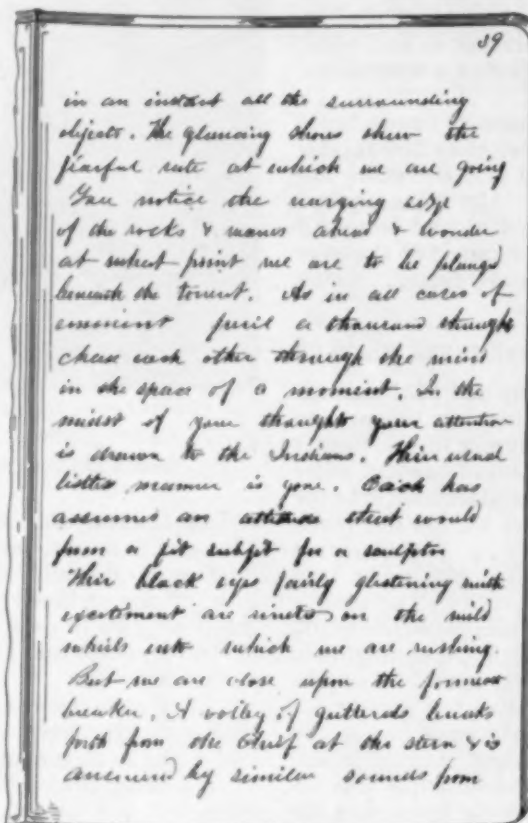 39
in an instant all the surrounding
objects. The glancing shores shew the
fearful rate at which we are going
You notice the surging edge
of the rocks & waves ahead & wonder
at what point we are to be plunged
beneath the torrent. As in all cases of
imminent peril a thousand thoughts
chase each other through the mind
in the space of a moment. In the
midst of your thoughts your attention
is drawn to the Indians. Their usual
listless manner is gone. Each has
assumed an attitude that would
form a fit subject for a sculptor
Their black eyes fairly glistening with
excitement are riveted on the wild
whirls into which we are rushing.
But we are close upon the foremost
breaker. A volley of gutterals breaks
forth from the Chief at the stern & is
answered by similar sounds from